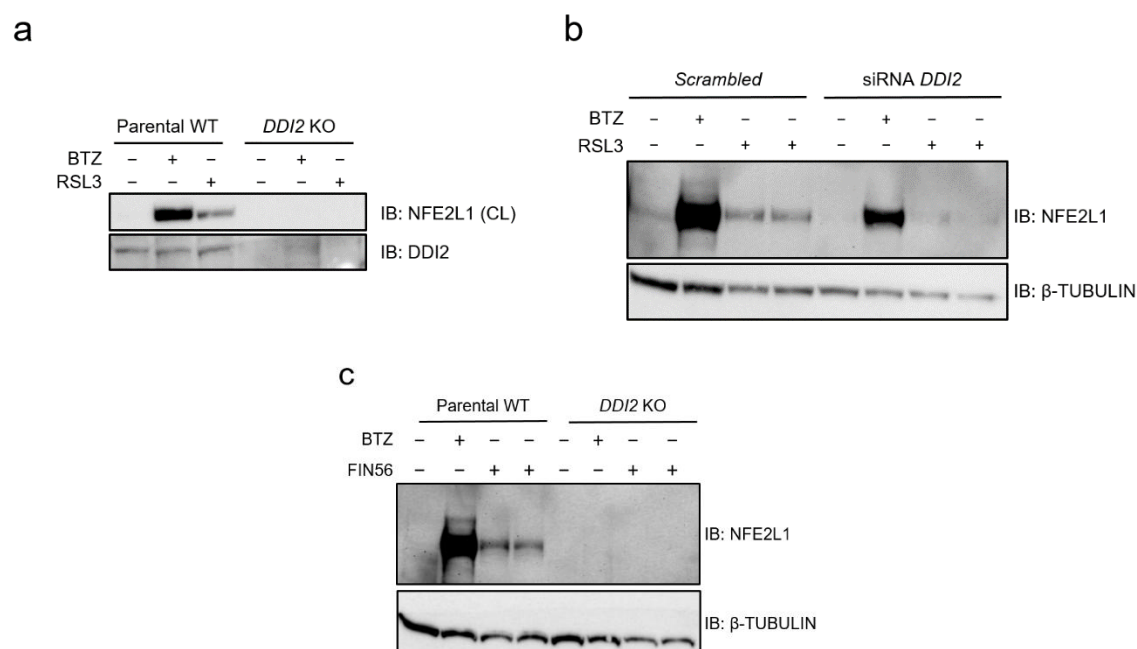 a
Parental WT DDI2 KO
BTZ – + – – + –
RSL3 – – + – – +
IB: NFE2L1 (CL)
IB: DDI2
b
Scrambled siRNA DDI2
BTZ – + – – – + – –
RSL3 – – + + – – + +
IB: NFE2L1
IB: β-TUBULIN
c
Parental WT DDI2 KO
BTZ – + – – – + – –
FIN56 – – + + – – + +
IB: NFE2L1
IB: β-TUBULIN